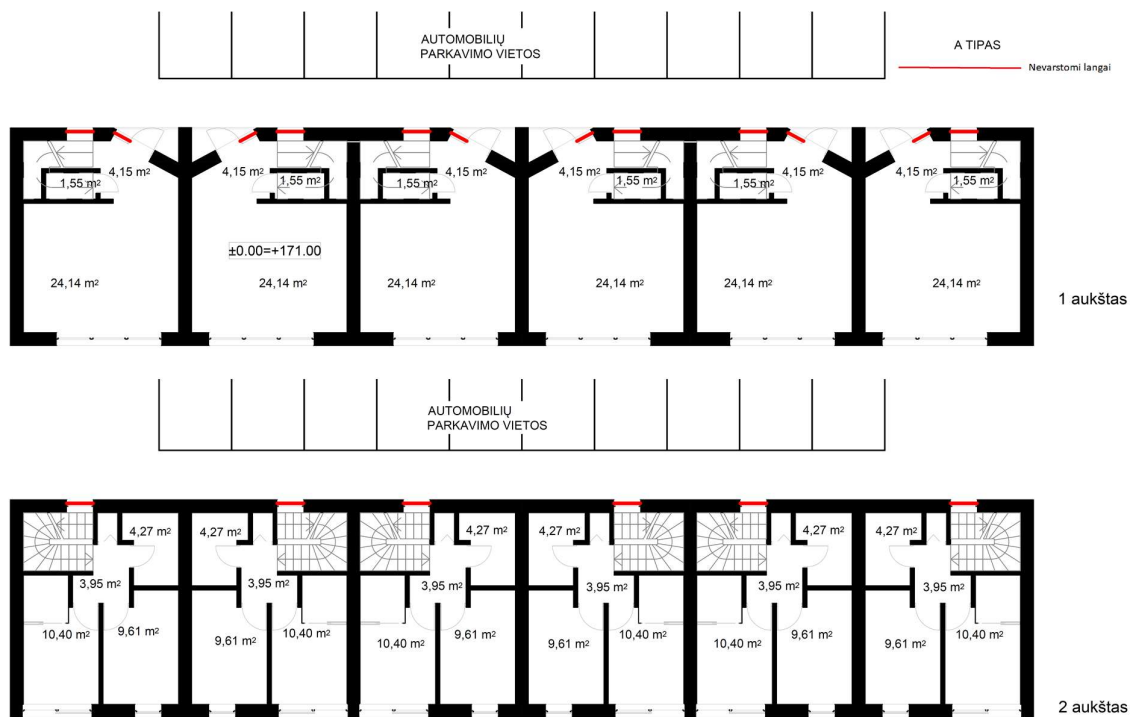 AUTOMOBILIŲ
PARKAVIMO VIETOS
A TIPAS
Nevarstomi langai
4,15 m²
4,15 m²
4,15 m²
4,15 m²
4,15 m²
4,15 m²
1,55 m²
1,55 m²
1,55 m²
1,55 m²
1,55 m²
1,55 m²
±0.00=+171.00
24,14 m²
24,14 m²
24,14 m²
24,14 m²
24,14 m²
24,14 m²
1 aukštas
AUTOMOBILIŲ
PARKAVIMO VIETOS
4,27 m²
4,27 m²
4,27 m²
4,27 m²
4,27 m²
4,27 m²
3,95 m²
3,95 m²
3,95 m²
3,95 m²
3,95 m²
3,95 m²
10,40 m²
9,61 m²
9,61 m²
10,40 m²
10,40 m²
9,61 m²
9,61 m²
10,40 m²
10,40 m²
9,61 m²
9,61 m²
10,40 m²
2 aukštas